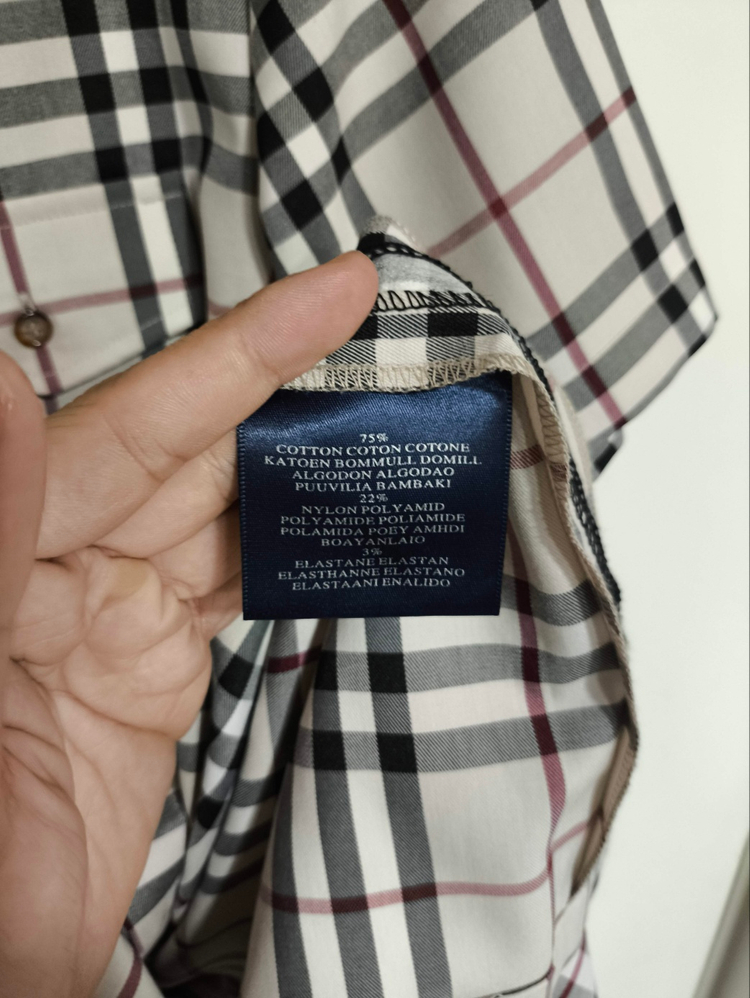 75%
COTTON COTON COTONE
KATOEN BOMMULL DOMILL
ALGODON ALGODAO
PUUVILIA BAMBAKI
22%
NYLON POLYAMID
POLYAMIDE POLIAMIDE
POLAMIDA POEY AMHDI
BOAYANLAIO
3%
ELASTANE ELASTAN
ELASTHANNE ELASTANO
ELASTAANI ENALIDO